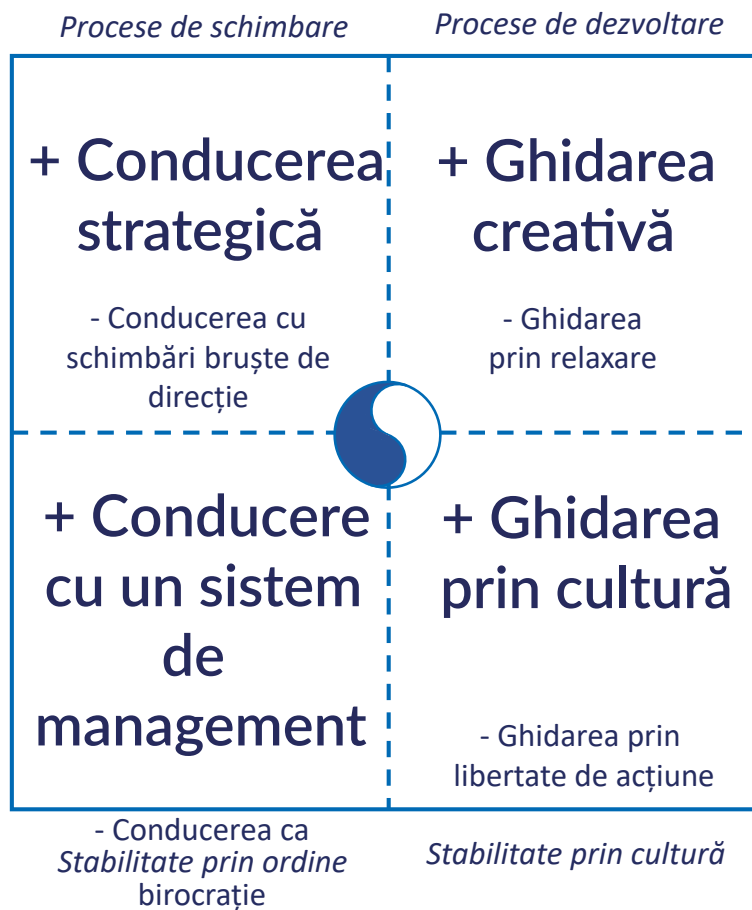 Procese de schimbare
Procese de dezvoltare
+ Conducerea
strategică
- Conducerea cu
schimbări bruște de
direcție
+ Ghidarea
creativă
- Ghidarea
prin relaxare
+ Conducere
cu un sistem
de
management
+ Ghidarea
prin cultură
- Ghidarea prin
libertate de acțiune
- Conducerea ca
Stabilitate prin ordine
birocrație
Stabilitate prin cultură